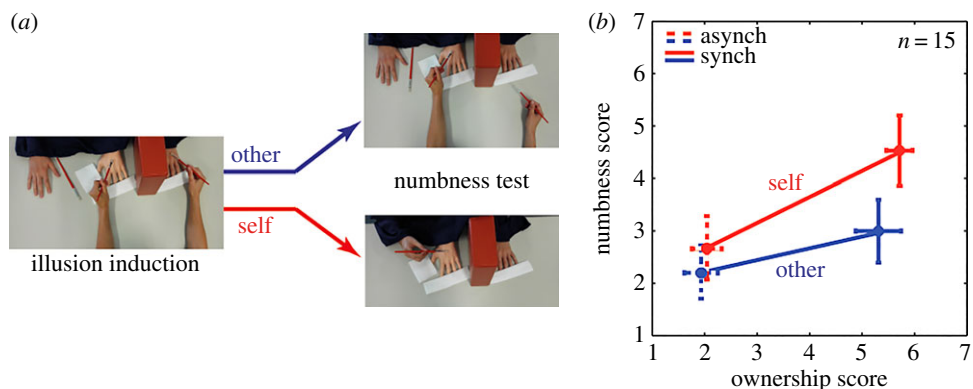 (a)
other
self
illusion induction
numbness test
(b)
asynch
synch
n = 15
numbness score
7
6
5
4
3
2
1
self
other
1 2 3 4 5 6 7
ownership score